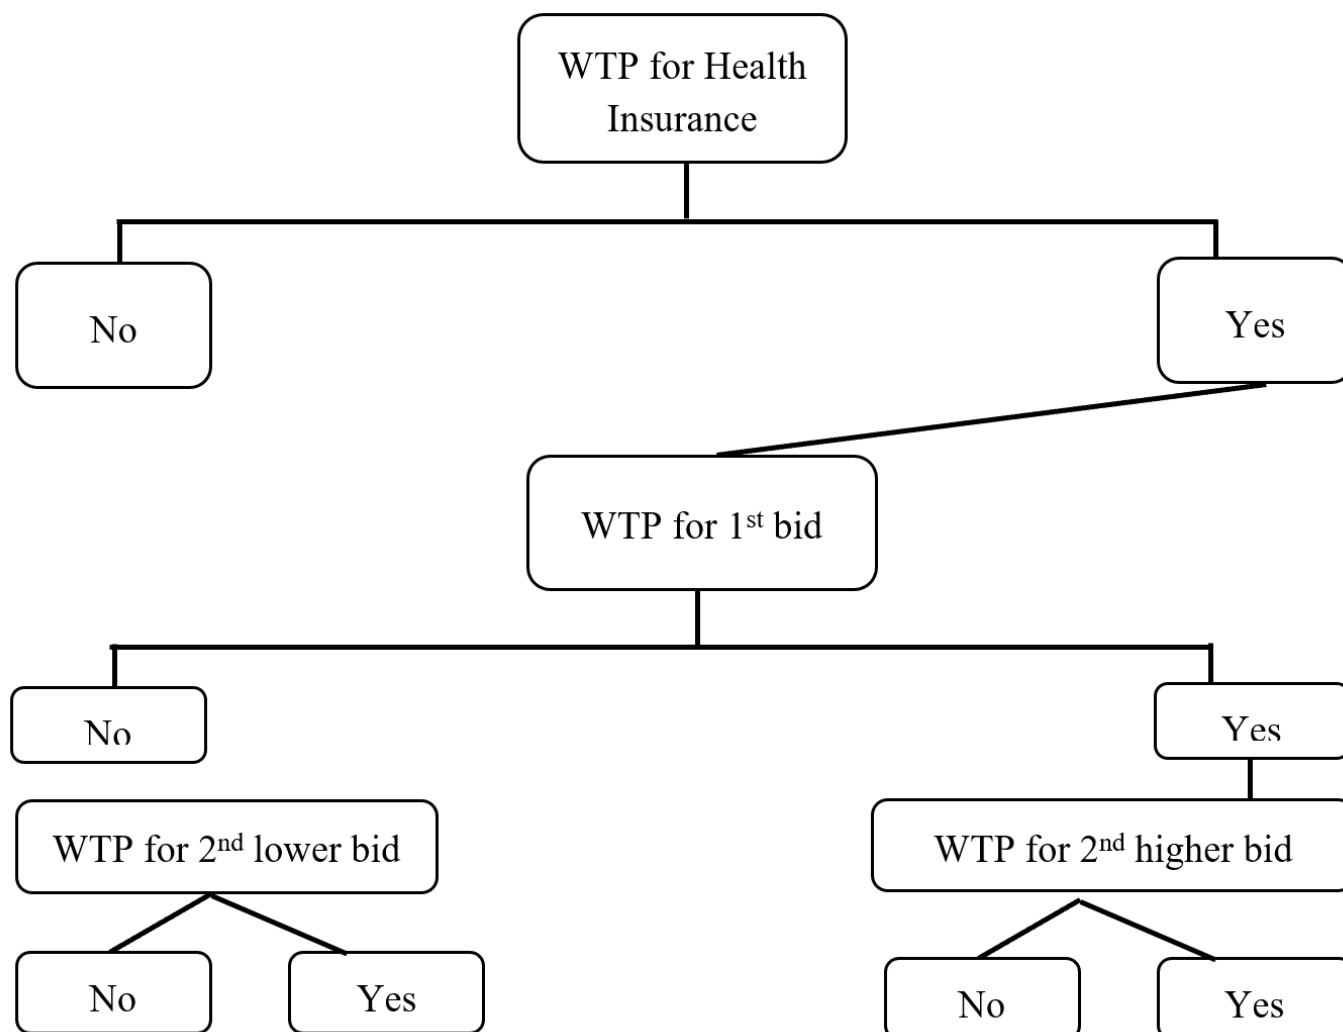 WTP for Health
Insurance
No
Yes
WTP for 1st bid
No
Yes
WTP for 2nd lower bid
WTP for 2nd higher bid
No
Yes
No
Yes